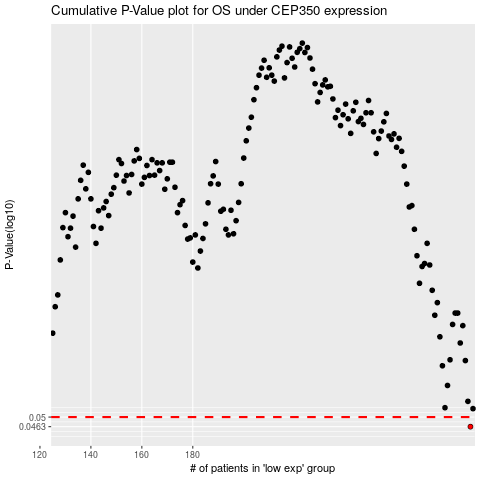 Cumulative P-Value plot for OS under CEP350 expression
P-Value(log10)
0.05
0.0463
120 140 160 180
# of patients in 'low exp' group